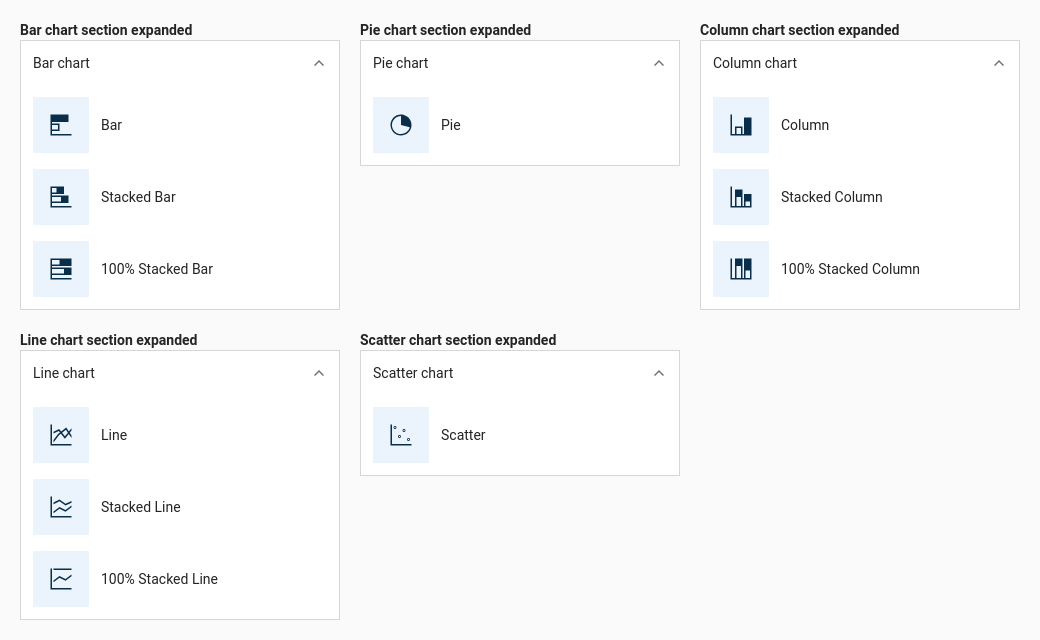 Bar chart section expanded
Bar chart
Bar
Stacked Bar
100% Stacked Bar
Pie chart section expanded
Pie chart
Pie
Column chart section expanded
Column chart
Column
Stacked Column
100% Stacked Column
Line chart section expanded
Line chart
Line
Stacked Line
100% Stacked Line
Scatter chart section expanded
Scatter chart
Scatter